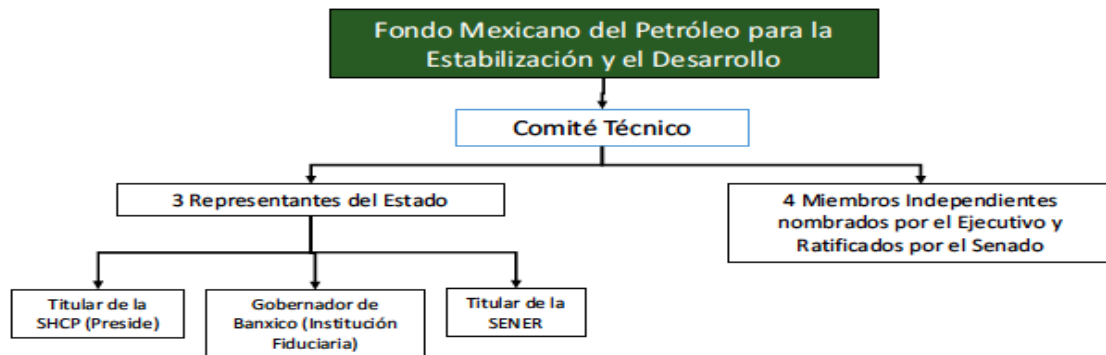 Fondo Mexicano del Petróleo para la
Estabilización y el Desarrollo
Comité Técnico
3 Representantes del Estado
4 Miembros Independientes
nombrados por el Ejecutivo y
Ratificados por el Senado
Titular de la
SHCP (Preside)
Gobernador de
Banxico (Institución
Fiduciaria)
Titular de la
SENER